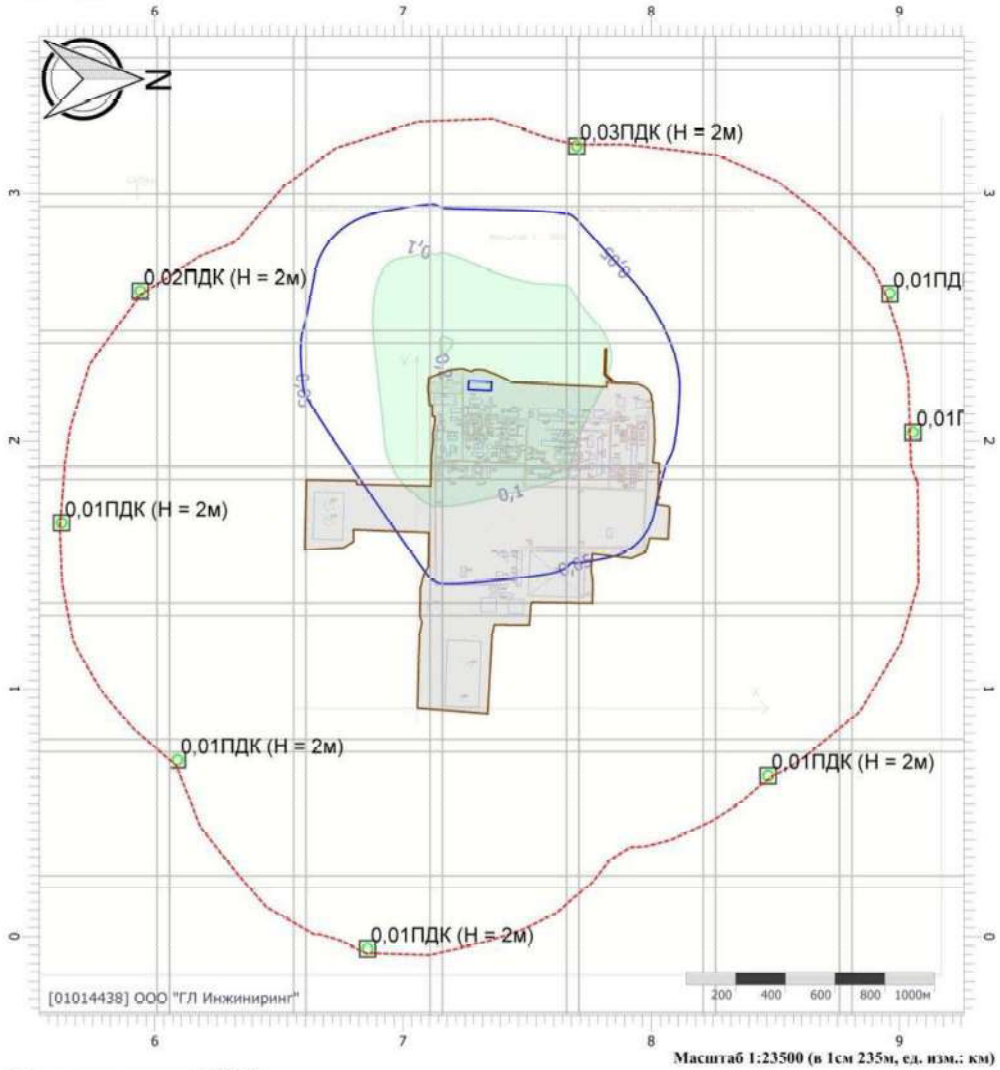 6 7 8 9
N
0,03ПДК (Н = 2м)
3 3
0,1
0,05
0,02ПДК (Н = 2м)
0,01ПД
0,05
2 2
0,01П
0,1
0,01ПДК (Н = 2м)
0,05
1 1
0,01ПДК (Н = 2м)
0,01ПДК (Н = 2м)
0 0
0,01ПДК (Н = 2м)
[01014438] ООО "ГЛ Инжиниринг"
200 400 600 800 1000м
6 7 8 9
Масштаб 1:23500 (в 1см 235м, ед. изм.: км)